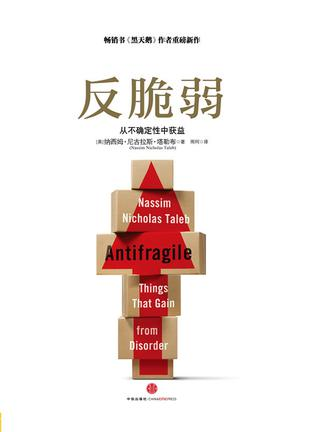 畅销书《黑天鹅》作者重磅新作
反脆弱
从不确定性中获益
[美]纳西姆·尼古拉斯·塔勒布 著 雨珂 译
(Nassim Nicholas Taleb)
Nassim
Nicholas Taleb
Antifragile
Things
That Gain
from
Disorder
中信出版社·CHINACITICPRESS